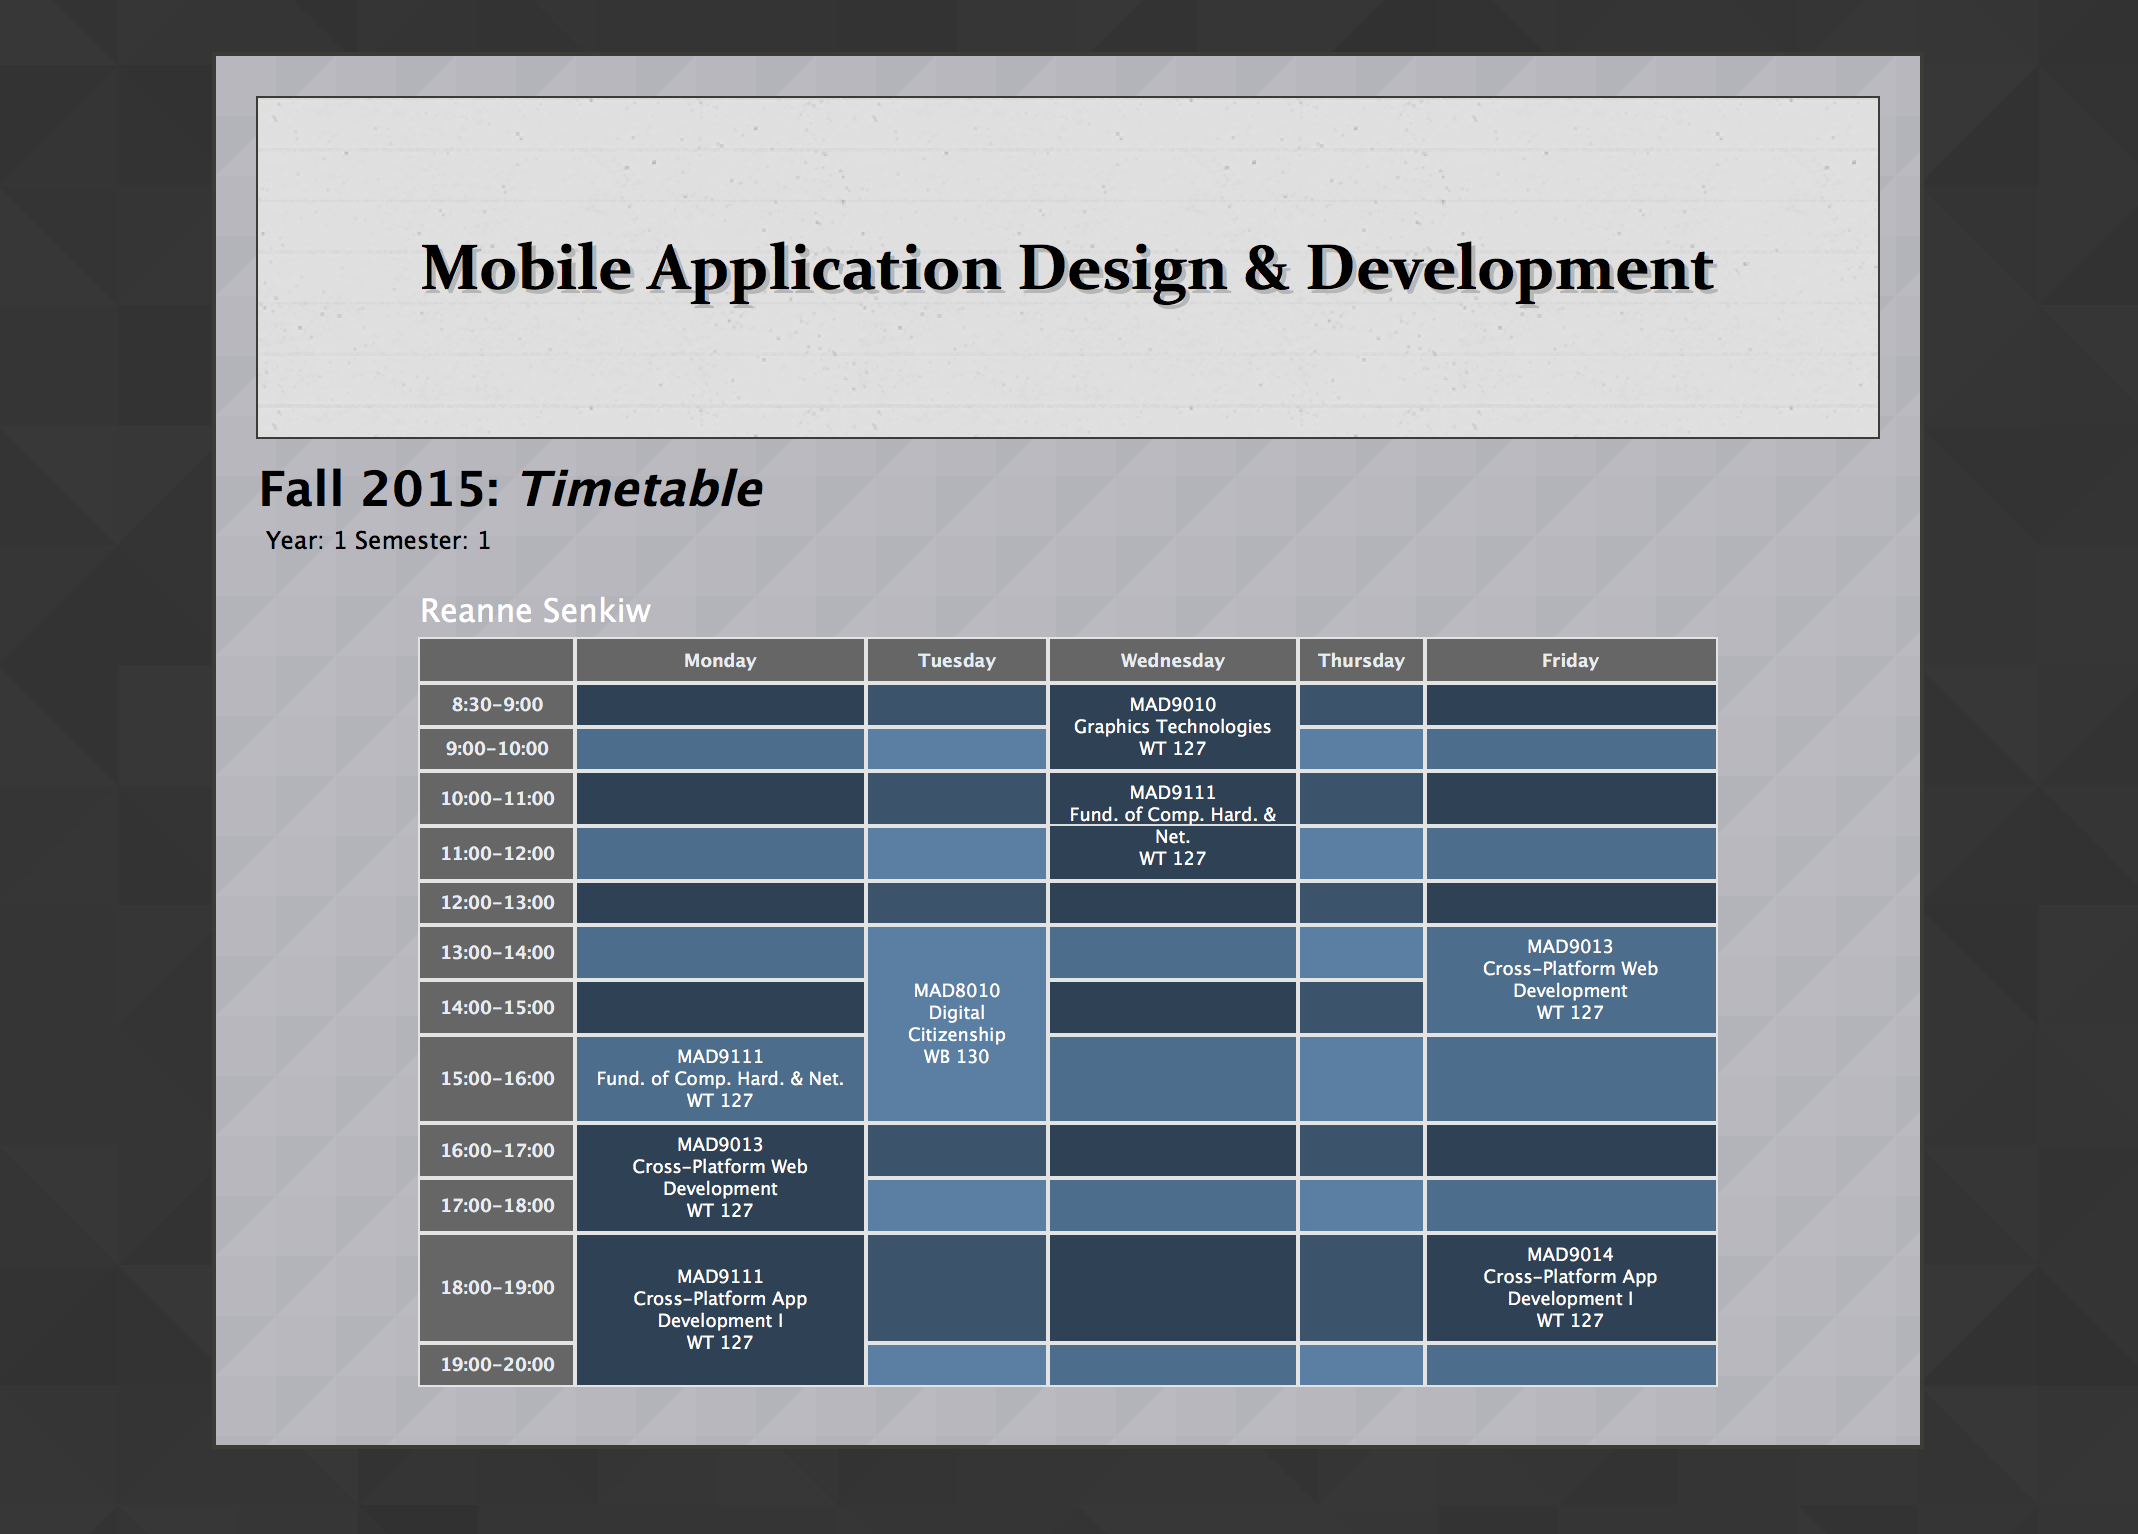 Mobile Application Design & Development
Fall 2015: Timetable
Year: 1 Semester: 1
Reanne Senkiw
Monday Tuesday Wednesday Thursday Friday
8:30-9:00
MAD9010
Graphics Technologies
WT 127
9:00-10:00
10:00-11:00
MAD9111
Fund. of Comp. Hard. &
Net.
WT 127
11:00-12:00
12:00-13:00
13:00-14:00
MAD8010
Digital
Citizenship
WB 130
MAD9013
Cross-Platform Web
Development
WT 127
14:00-15:00
15:00-16:00
MAD9111
Fund. of Comp. Hard. & Net.
WT 127
16:00-17:00
MAD9013
Cross-Platform Web
Development
WT 127
17:00-18:00
18:00-19:00
MAD9111
Cross-Platform App
Development I
WT 127
MAD9014
Cross-Platform App
Development I
WT 127
19:00-20:00